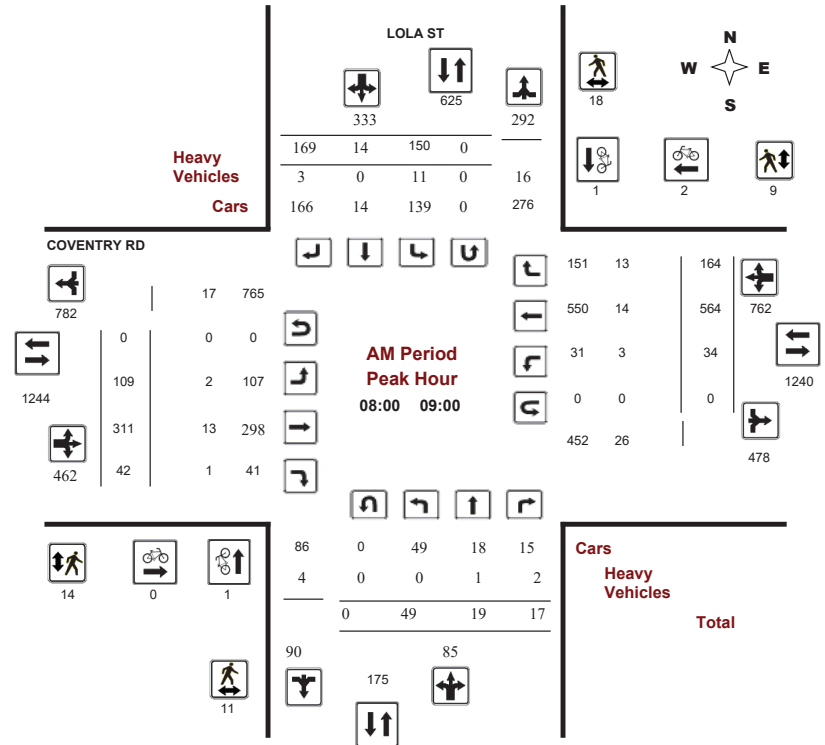 LOLA ST
N
W E
S
625
18
333 292
169 14 150 0
Heavy
Vehicles
3 0 11 0 16
Cars 166 14 139 0 276
1 2 9
COVENTRY RD
782
17 765
0 0 0
1244
109 2 107
311 13 298
462
42 1 41
AM Period
Peak Hour
08:00 09:00
151 13 164
550 14 564 762
31 3 34
1240
0 0 0
452 26
478
86 0 49 18 15 Cars
4 0 0 1 2 Heavy
Vehicles
0 49 19 17 Total
14 0 1
90 85
175
11